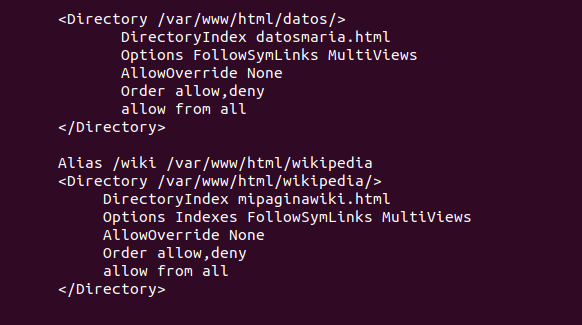 <Directory /var/www/html/datos/>
DirectoryIndex datosmaria.html
Options FollowSymLinks MultiViews
AllowOverride None
Order allow,deny
allow from all
</Directory>
Alias /wiki /var/www/html/wikipedia
<Directory /var/www/html/wikipedia/>
DirectoryIndex mipaginawiki.html
Options Indexes FollowSymLinks MultiViews
AllowOverride None
Order allow,deny
allow from all
</Directory>